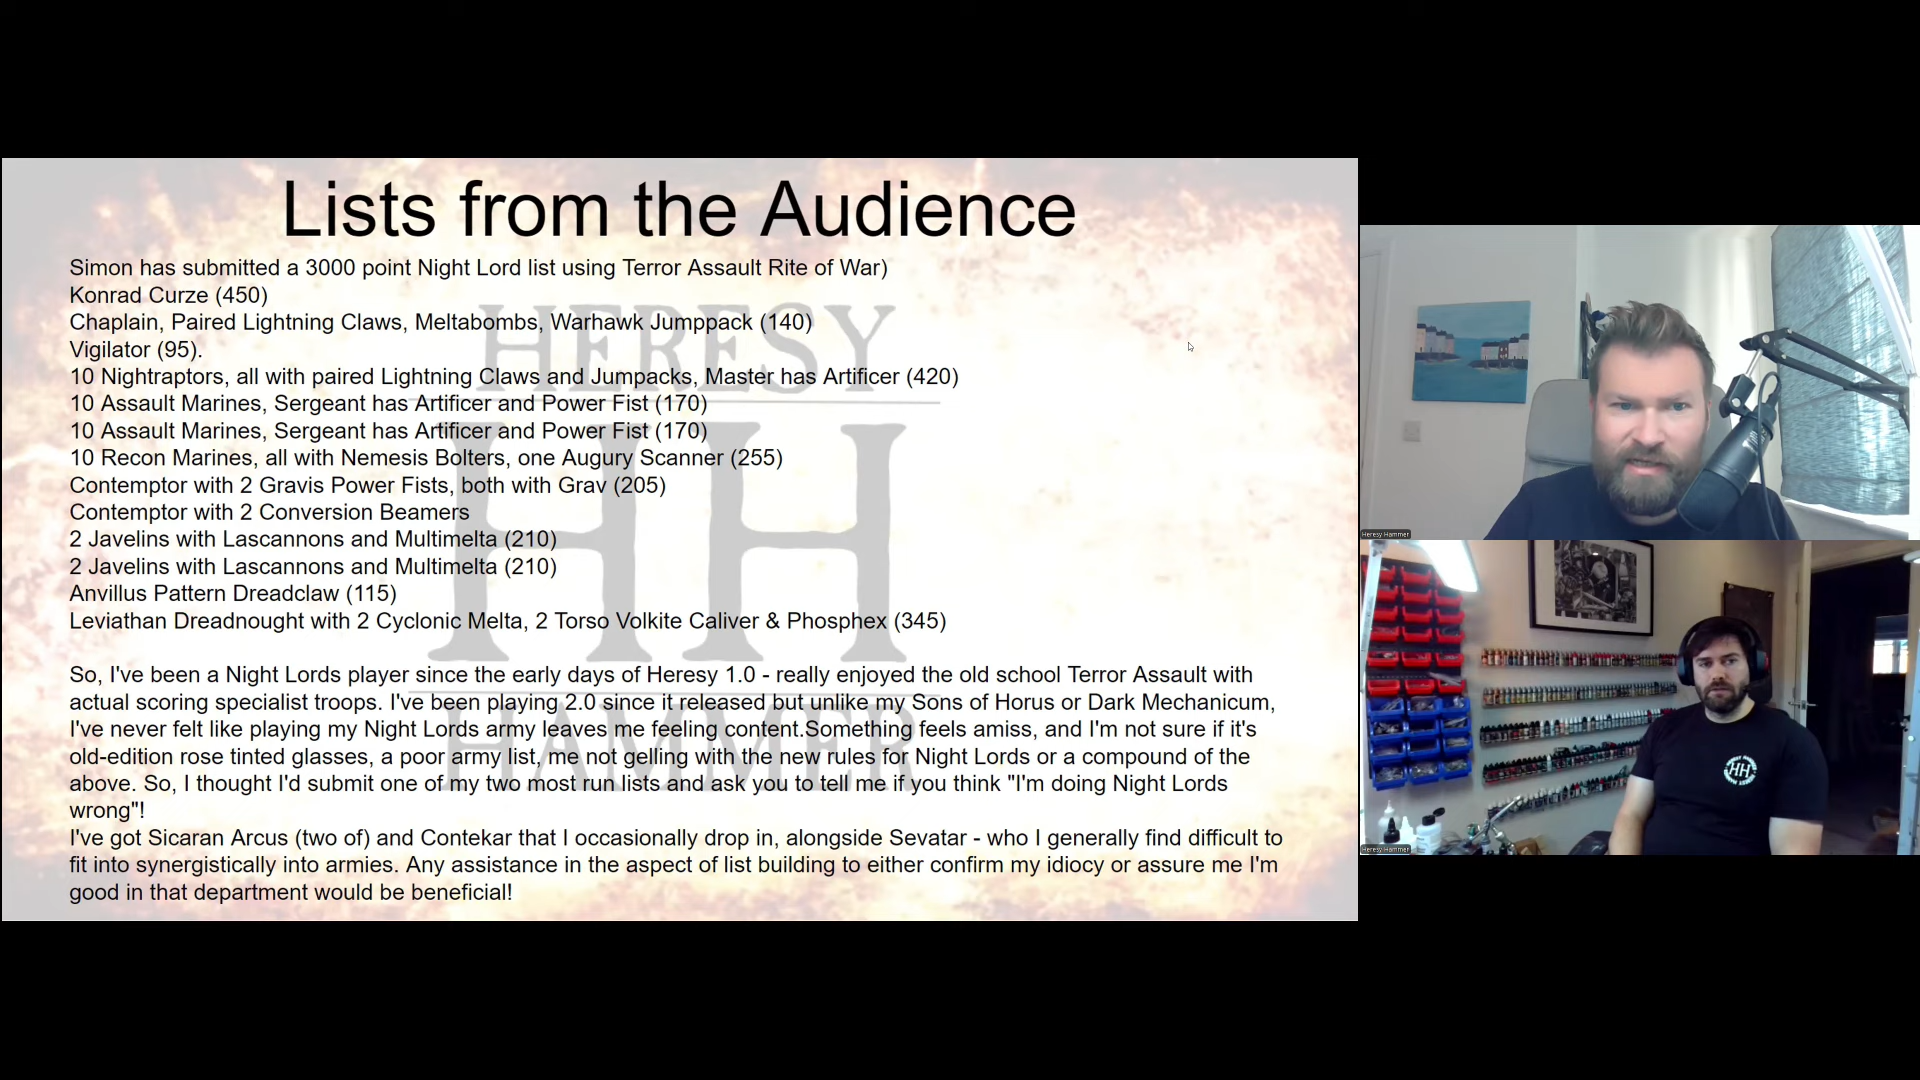 Lists from the Audience
Simon has submitted a 3000 point Night Lord list using Terror Assault Rite of War)
Konrad Curze (450)
Chaplain, Paired Lightning Claws, Meltabombs, Warhawk Jumppack (140)
Vigilator (95).
10 Nightraptors, all with paired Lightning Claws and Jumpacks, Master has Artificer (420)
10 Assault Marines, Sergeant has Artificer and Power Fist (170)
10 Assault Marines, Sergeant has Artificer and Power Fist (170)
10 Recon Marines, all with Nemesis Bolters, one Augury Scanner (255)
Contemptor with 2 Gravis Power Fists, both with Grav (205)
Contemptor with 2 Conversion Beamers
2 Javelins with Lascannons and Multimelta (210)
2 Javelins with Lascannons and Multimelta (210)
Anvillus Pattern Dreadclaw (115)
Leviathan Dreadnought with 2 Cyclonic Melta, 2 Torso Volkite Caliver & Phosphex (345)
So, I've been a Night Lords player since the early days of Heresy 1.0 - really enjoyed the old school Terror Assault with
actual scoring specialist troops. I've been playing 2.0 since it released but unlike my Sons of Horus or Dark Mechanicum,
I've never felt like playing my Night Lords army leaves me feeling content.Something feels amiss, and I'm not sure if it's
old-edition rose tinted glasses, a poor army list, me not gelling with the new rules for Night Lords or a compound of the
above. So, I thought I'd submit one of my two most run lists and ask you to tell me if you think "I'm doing Night Lords
wrong"!
I've got Sicaran Arcus (two of) and Contekar that I occasionally drop in, alongside Sevatar - who I generally find difficult to
fit into synergistically into armies. Any assistance in the aspect of list building to either confirm my idiocy or assure me I'm
good in that department would be beneficial!
HERESY
HH
HAMMER
Heresy Hammer
HH
Heresy Hammer